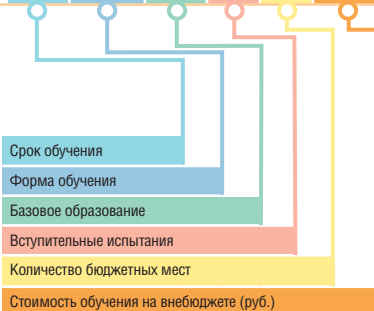 Срок обучения
Форма обучения
Базовое образование
Вступительные испытания
Количество бюджетных мест
Стоимость обучения на внебюджете (руб.)